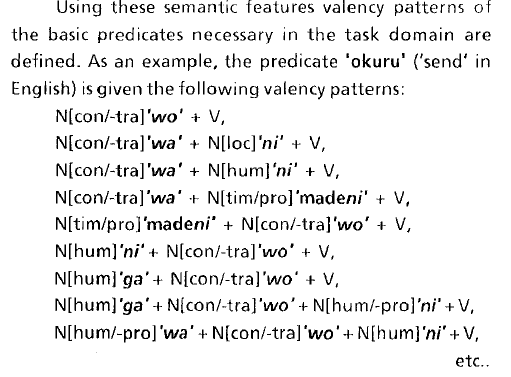 Using these semantic features valency patterns of
the basic predicates necessary in the task domain are
defined. As an example, the predicate 'okuru' ('send' in
English) is given the following valency patterns:
N[con/-tra]'wo' + V,
N[con/-tra]'wa' + N[loc]'ni' + V,
N[con/-tra]'wa' + N[hum]'ni' + V,
N[con/-tra]'wa' + N[tim/pro]'madeni' + V,
N[tim/pro]'madeni' + N[con/-tra]'wo' + V,
N[hum]'ni' + N[con/-tra]'wo' + V,
N[hum]'ga' + N[con/-tra]'wo' + V,
N[hum]'ga' + N[con/-tra]'wo' + N[hum/-pro]'ni' + V,
N[hum/-pro]'wa' + N[con/-tra]'wo' + N[hum]'ni' + V,
etc..